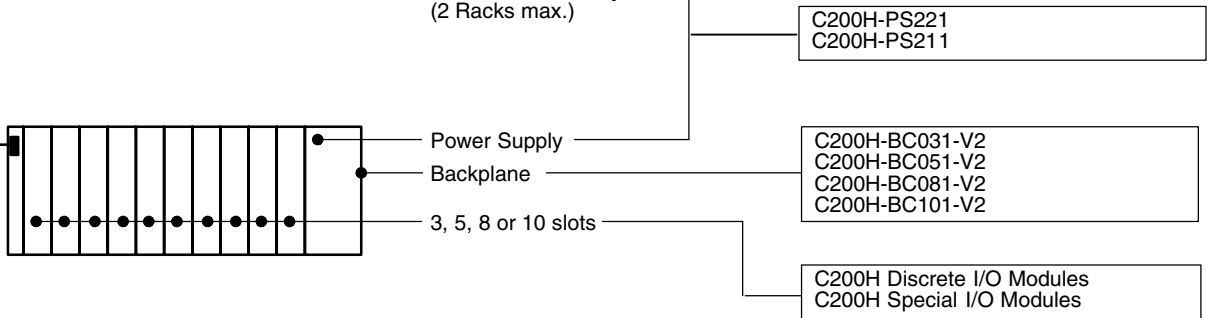 (2 Racks max.)
C200H-PS221
C200H-PS211
Power Supply
Backplane
3, 5, 8 or 10 slots
C200H-BC031-V2
C200H-BC051-V2
C200H-BC081-V2
C200H-BC101-V2
C200H Discrete I/O Modules
C200H Special I/O Modules